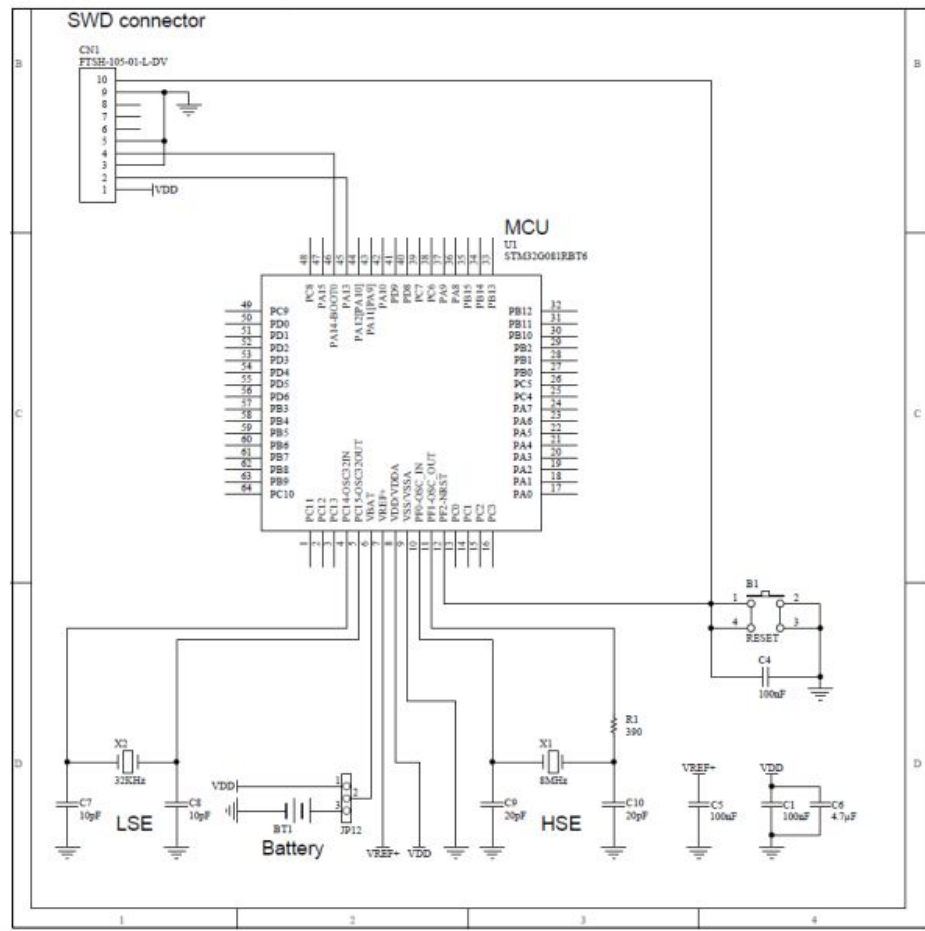 SWD connector
CN1
FTSH-105-01-L-DV
10
9
8
7
6
5
4
3
2
1
VDD
MCU
U1
STM32G081RBT6
48 47 46 45 44 43 42 41 40 39 38 37 36 35 34 33
PC8
PA15
PA14-BOOT0
PA13
PA12[PA10]
PA11[PA9]
PA10
PD9
PD8
PC7
PC6
PA9
PA8
PB15
PB14
PB13
49 PC9
50 PD0
51 PD1
52 PD2
53 PD3
54 PD4
55 PD5
56 PD6
57 PB3
58 PB4
59 PB5
60 PB6
61 PB7
62 PB8
63 PB9
64 PC10
PB12 32
PB11 31
PB10 30
PB2 29
PB1 28
PB0 27
PC5 26
PC4 25
PA7 24
PA6 23
PA5 22
PA4 21
PA3 20
PA2 19
PA1 18
PA0 17
PC11
PC12
PC13
PC14-OSC32IN
PC15-OSC32OUT
VBAT
VREF+
VDD/VDDA
VSS/VSSA
PF0-OSC_IN
PF1-OSC_OUT
PF2-NRST
PC0
PC1
PC2
PC3
1 2 3 4 5 6 7 8 9 10 11 12 13 14 15 16
B1
1 2
4 3
RESET
C4
100nF
R1
390
X2
32KHz
C7
10pF
C8
10pF
LSE
VDD
1
2
3
BT1
JP12
Battery
VREF+
VDD
X1
8MHz
C9
20pF
C10
20pF
HSE
VREF+
C5
100nF
VDD
C1
100nF
C6
4.7µF
B
B
C
C
D
D
1 2 3 4